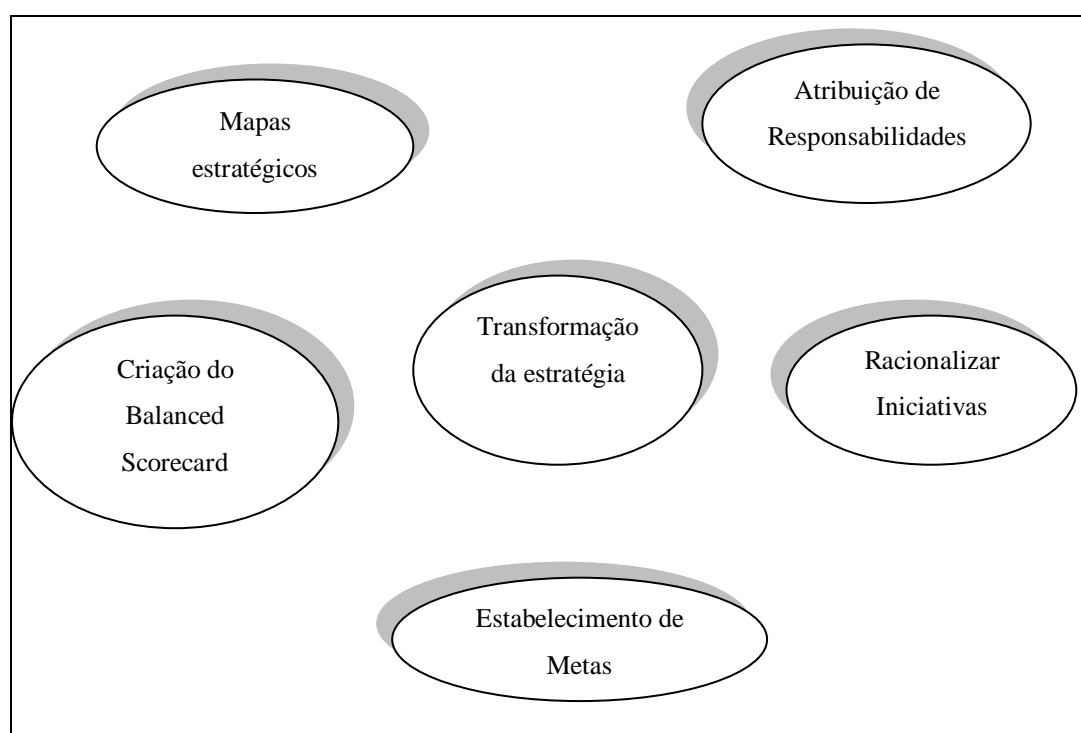 Mapas
estratégicos
Atribuição de
Responsabilidades
Criação do
Balanced
Scorecard
Transformação
da estratégia
Racionalizar
Iniciativas
Estabelecimento de
Metas